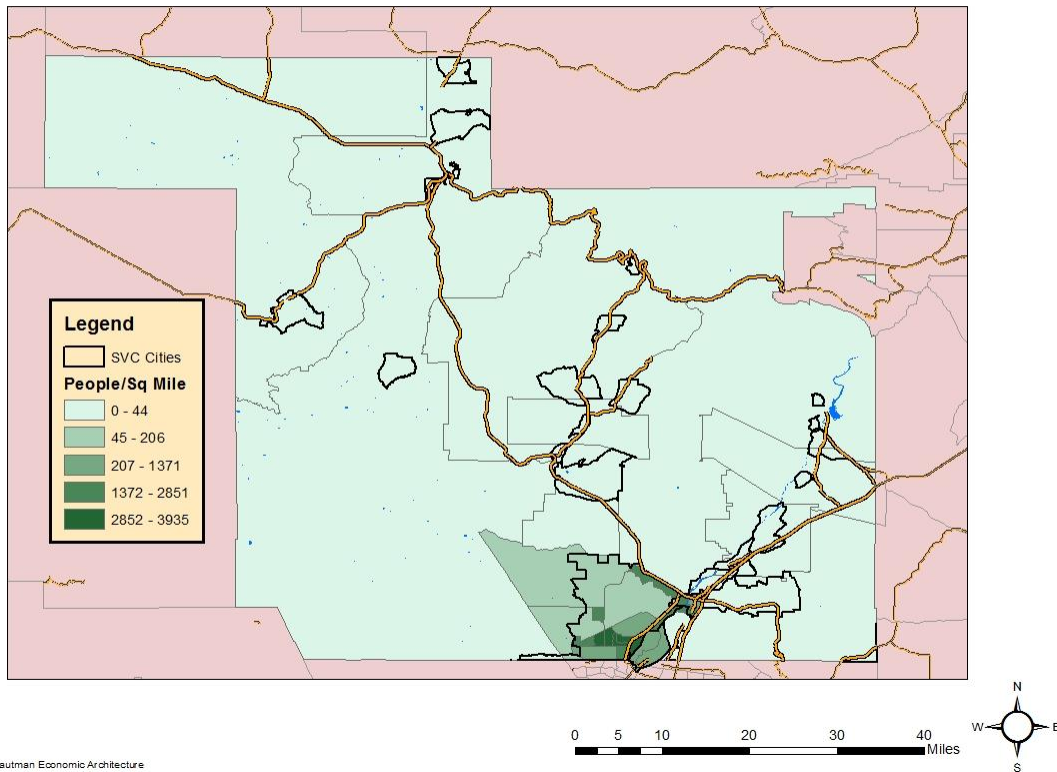 Legend
SVC Cities
People/Sq Mile
0 - 44
45 - 206
207 - 1371
1372 - 2851
2852 - 3935
N
W E
S
0 5 10 20 30 40
Miles
autman Economic Architecture